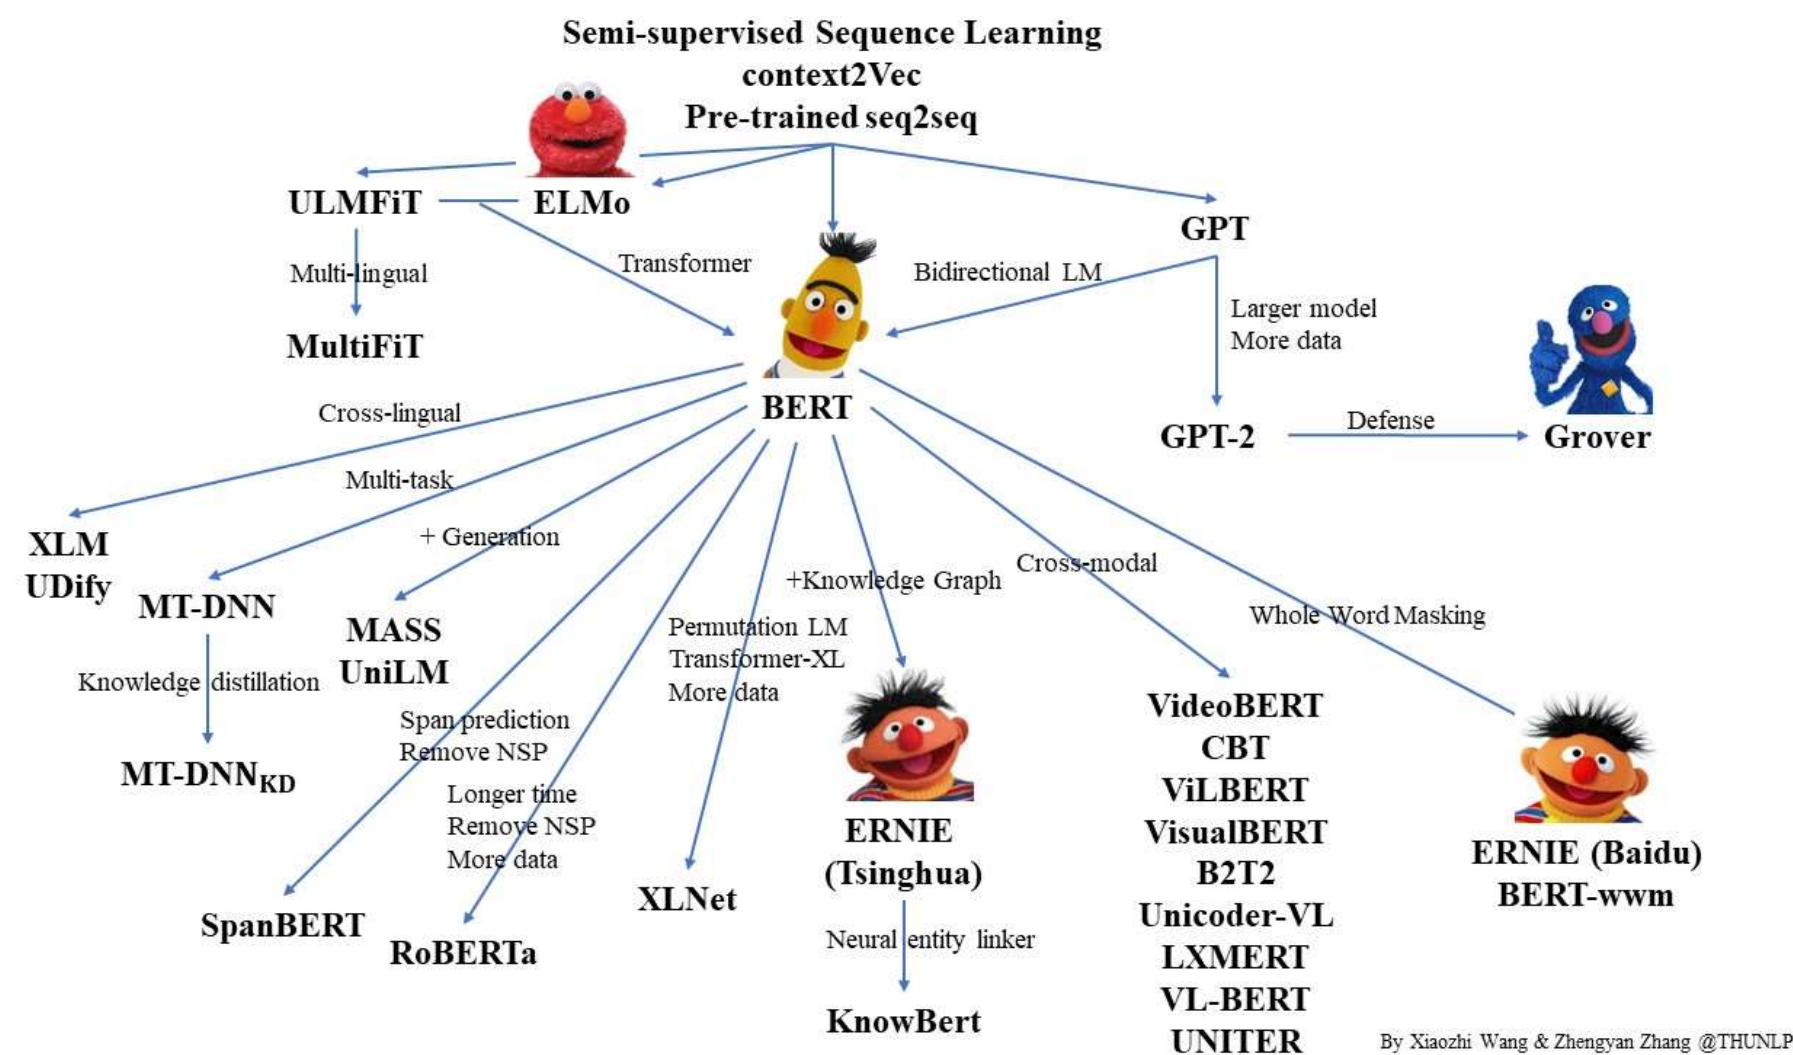 Semi-supervised Sequence Learning
context2Vec
Pre-trained seq2seq
ULMFiT
ELMo
GPT
Multi-lingual
Transformer
Bidirectional LM
Larger model
More data
MultiFiT
BERT
Cross-lingual
GPT-2
Defense
Grover
Multi-task
+ Generation
XLM
UDify
MT-DNN
MASS
UniLM
+Knowledge Graph
Cross-modal
Whole Word Masking
Permutation LM
Transformer-XL
More data
Knowledge distillation
MT-DNNKD
Span prediction
Remove NSP
Longer time
Remove NSP
More data
SpanBERT
RoBERTa
XLNet
ERNIE
(Tsinghua)
Neural entity linker
KnowBert
VideoBERT
CBT
ViLBERT
VisualBERT
B2T2
Unicoder-VL
LXMERT
VL-BERT
UNITER
ERNIE (Baidu)
BERT-wwm
By Xiaozhi Wang & Zhengyan Zhang @THUNLP